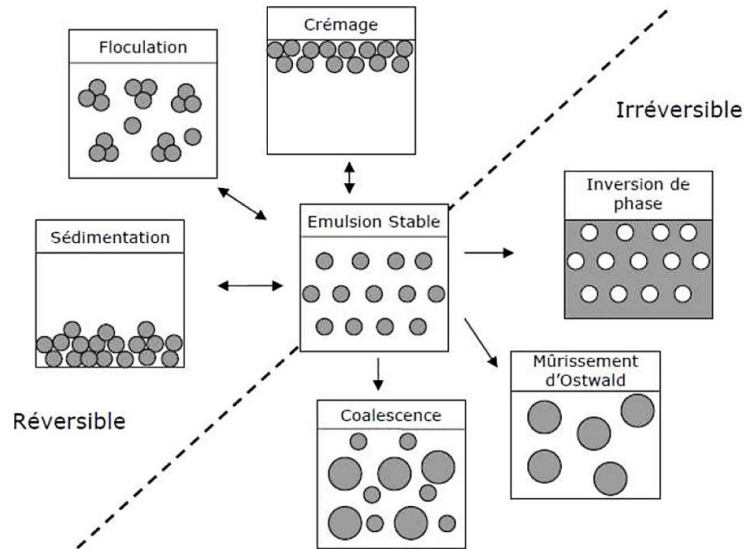 Crémage
Floculation
Irréversible
Inversion de
phase
Emulsion Stable
Sédimentation
Mûrissement
d'Ostwald
Réversible
Coalescence